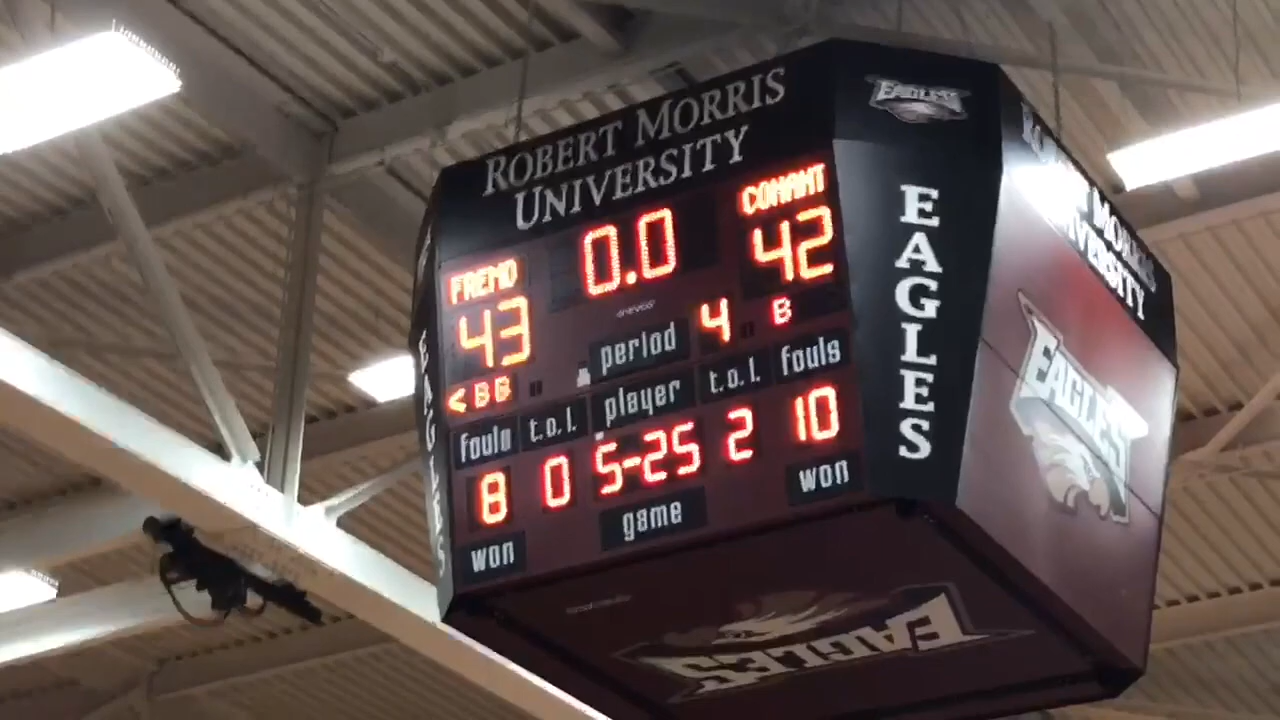 ROBERT MORRIS
UNIVERSITY
EAGLES
EAGLES
FREMD
0.0
COHANT
43
42
period
4
B
<BB
fouls
t.o.l.
player
t.o.l.
fouls
8
0
5-25
2
10
won
game
won
EAGLES
EAGLES